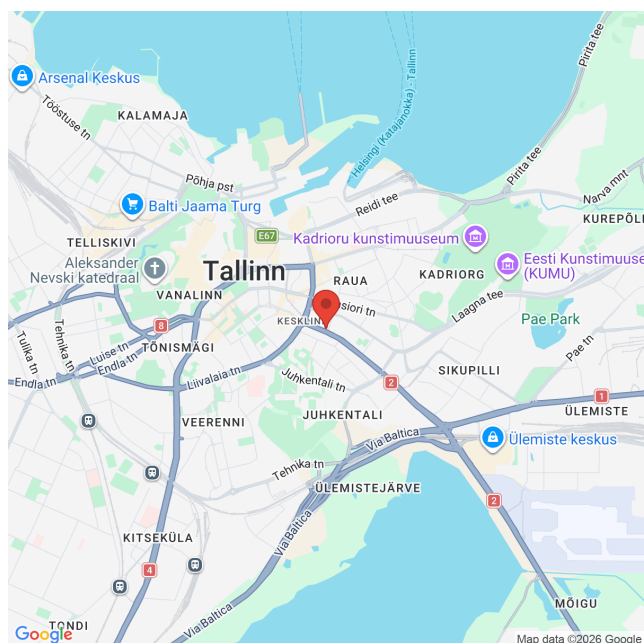 Pirita tee
Arsenal Keskus
Tööstuse tn
KALAMAJA
Helsingi (Katajanokka) - Tallinn
Pirita tee
Põhja pst
Narva mnt
Balti Jaama Turg
Reidi tee
KUREPÕL
TELLISKIVI
E67
Kadrioru kunstimuuseum
Aleksander
Nevski katedraal
Tallinn
RAUA
KADRIORG
Eesti Kunstimuuse
(KUMU)
VANALINN
Laagna tee
KESKLIN
Pae Park
8
Tulika tn
Tehnika tn
Luise tn
Endla tn
Endla tn
TÕNISMÄGI
Pae tn
Liivalaia tn
Juhkentali tn
2
SIKUPILLI
1
ÜLEMISTE
VEERENNI
JUHKENTALI
Via Baltica
Ülemiste keskus
Tehnika tn
ÜLEMISTEJÄRVE
2
KITSEKÜLA
Via Baltica
4
MÕIGU
TONDI
Via Baltica
Google
Map data ©2026 Google